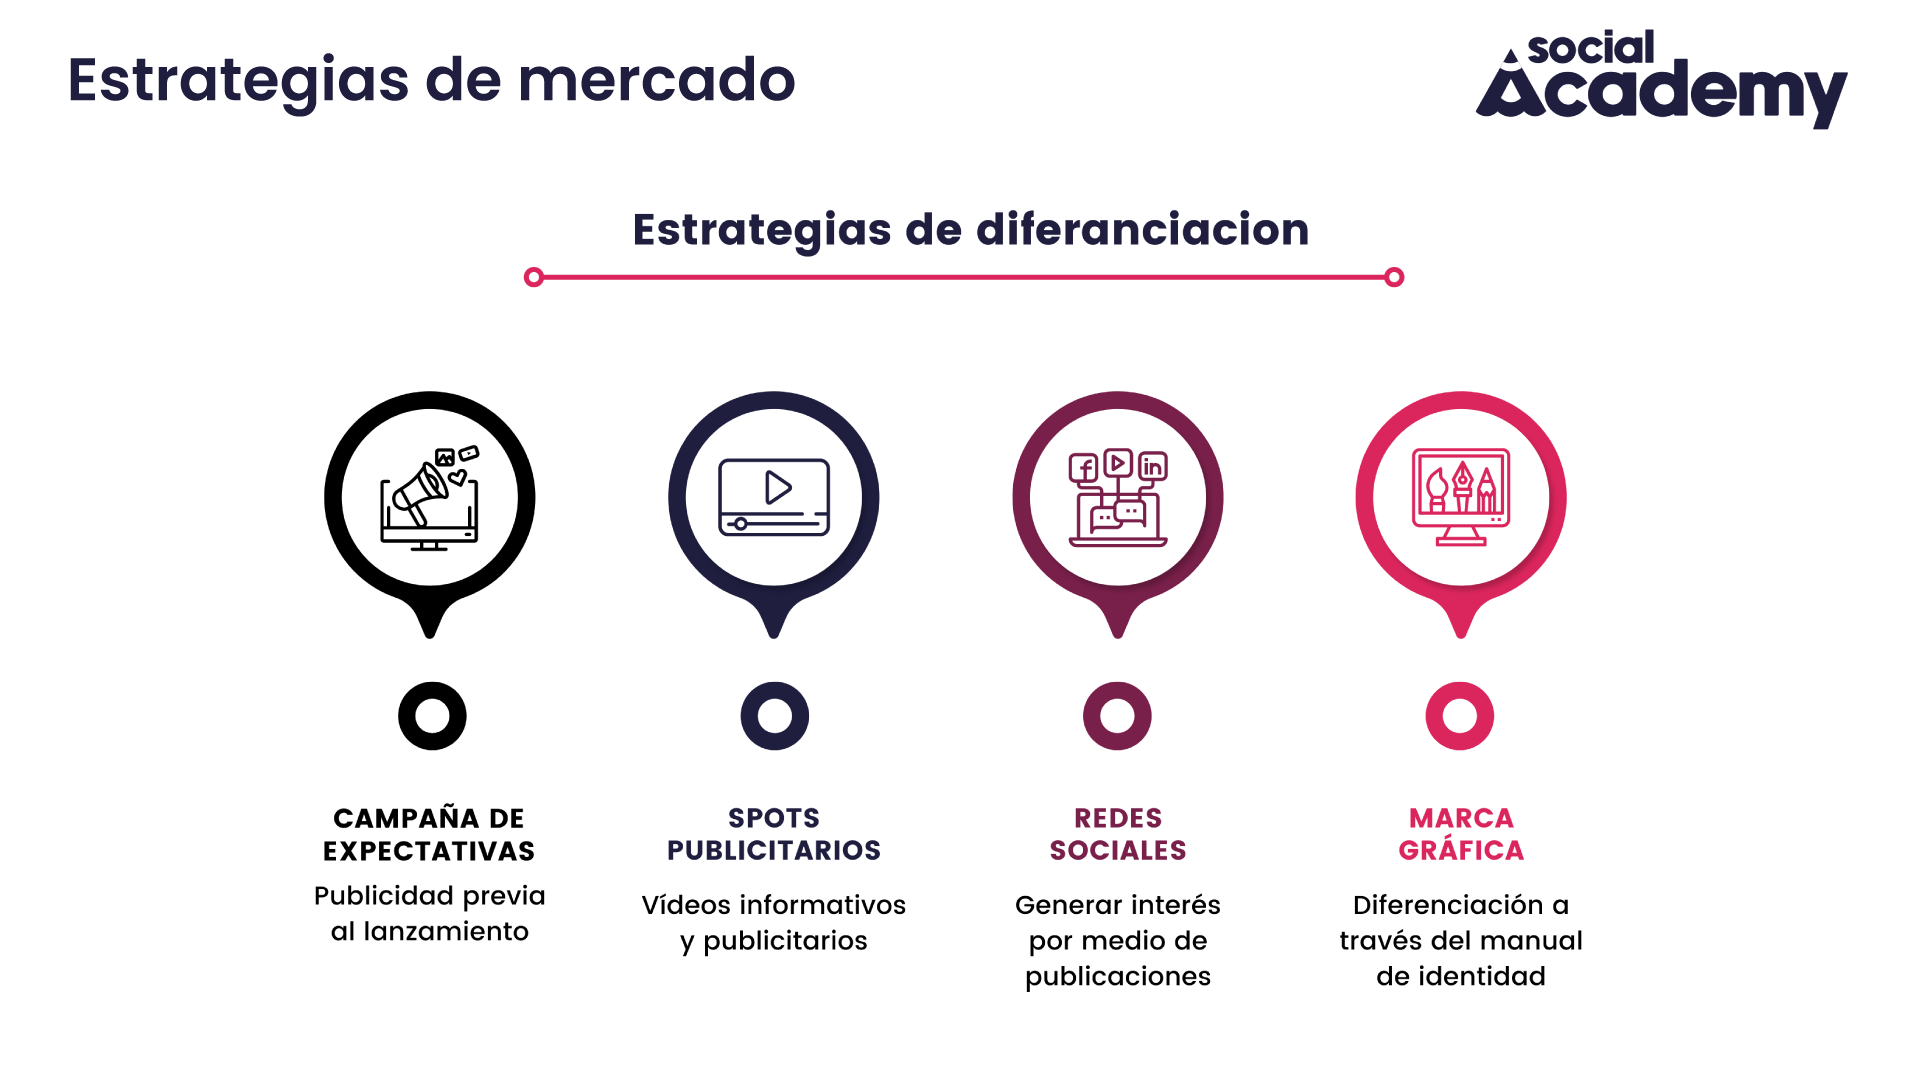 Estrategias de mercado
social
Academy
Estrategias de diferanciacion
CAMPAÑA DE
EXPECTATIVAS
Publicidad previa
al lanzamiento
SPOTS
PUBLICITARIOS
Vídeos informativos
y publicitarios
REDES
SOCIALES
Generar interés
por medio de
publicaciones
MARCA
GRÁFICA
Diferenciación a
través del manual
de identidad